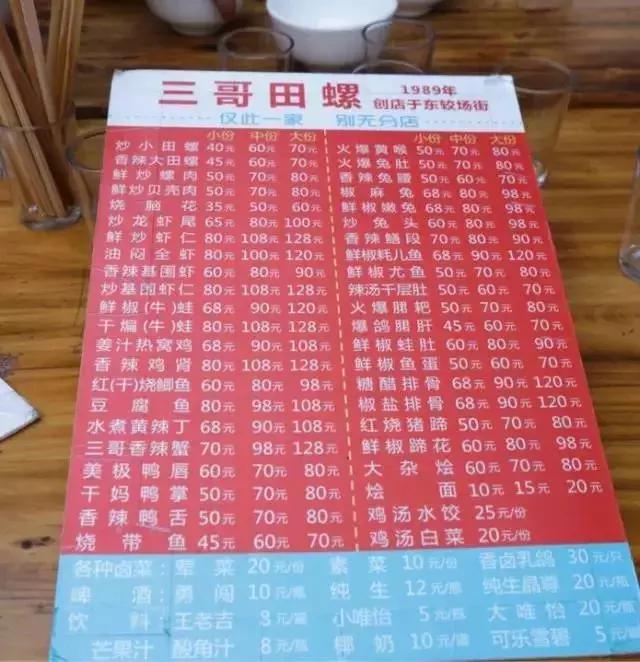 三哥田螺 1989年
创店于东较场街
仅此一家 别无分店
小份 中份 大份
炒小田螺 40元 60元 70元
香辣大田螺 45元 60元 70元
鲜炒螺肉 50元 70元 80元
鲜炒贝壳肉 50元 70元 80元
烧脑花 35元 50元 60元
炒龙虾尾 65元 80元 100元
鲜炒虾仁 80元 108元 128元
油闷全虾 80元 100元 120元
香辣基围虾 60元 80元 90元
炒基围虾仁 80元 108元 128元
鲜椒(牛)蛙 68元 90元 120元
干煸(牛)蛙 80元 108元 128元
姜汁热窝鸡 68元 90元 108元
香辣鸡肾 60元 70元 80元
红(干)烧鲫鱼 60元 80元 98元
豆腐鱼 80元 98元 108元
水煮黄辣丁 68元 90元 108元
三哥香辣蟹 70元 98元 128元
美极鸭唇 60元 70元 80元
干妈鸭掌 50元 70元 80元
香辣鸭舌 50元 70元 80元
烧带鱼 45元 60元 70元
小份 中份 大份
火爆黄喉 50元 70元 80元
火爆兔肚 50元 70元 80元
香辣兔腰 50元 70元 80元
椒麻兔 60元 80元 98元
鲜椒嫩兔 68元 80元 98元
炒兔头 60元 80元 98元
香辣鳝段 70元 80元 90元
鲜椒耗儿鱼 68元 90元 120元
鲜椒尤鱼 50元 70元 80元
辣汤千层肚 50元 70元 80元
火爆腘粑 50元 70元 80元
爆鸽腘肝 45元 60元 70元
鲜椒蛙肚 60元 80元 90元
鲜椒鱼蛋 50元 60元 70元
糖醋排骨 68元 90元 120元
椒盐排骨 68元 90元 120元
红烧猪蹄 50元 70元 80元
鲜椒蹄花 60元 80元 90元
大杂烩 60元 70元 80元
烩面 10元 15元 20元
鸡汤水饺 25元/份
鸡汤白菜 20元/份
各种卤菜：荤菜 20元/份 素菜 10元/份 香卤乳鸽 30元/只
啤酒：勇闯 10元/瓶 纯生 12元/瓶 纯生晶尊 20元/瓶
饮料：王老吉 8元/罐 小唯怡 5元/瓶 大唯怡 20元/瓶
芒果汁 酸角汁 8元/瓶 椰奶 10元/罐 可乐雪碧 5元/瓶